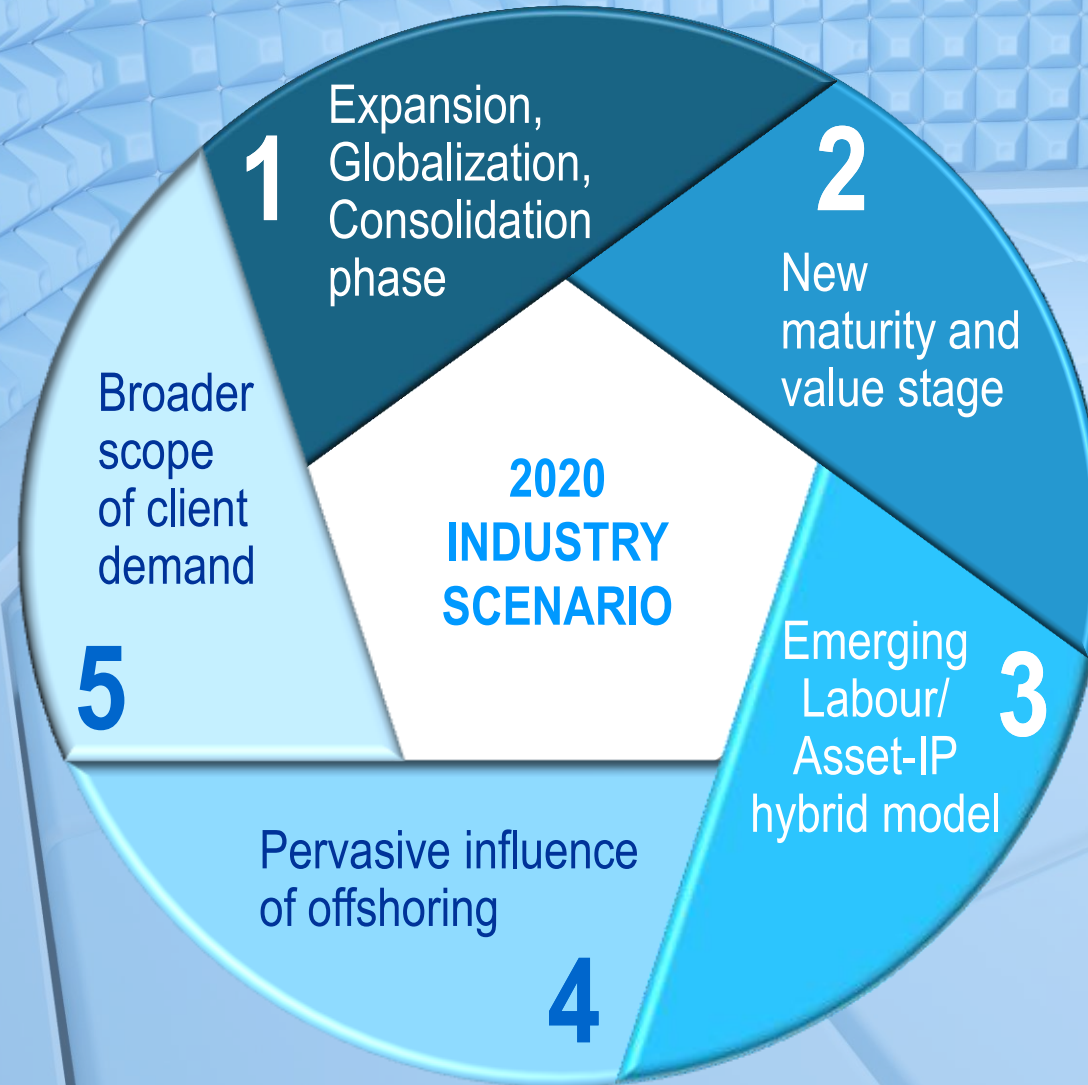 1
Expansion,
Globalization,
Consolidation
phase
2
New
maturity and
value stage
3
Emerging
Labour/
Asset-IP
hybrid model
4
Pervasive influence
of offshoring
5
Broader
scope
of client
demand
2020
INDUSTRY
SCENARIO